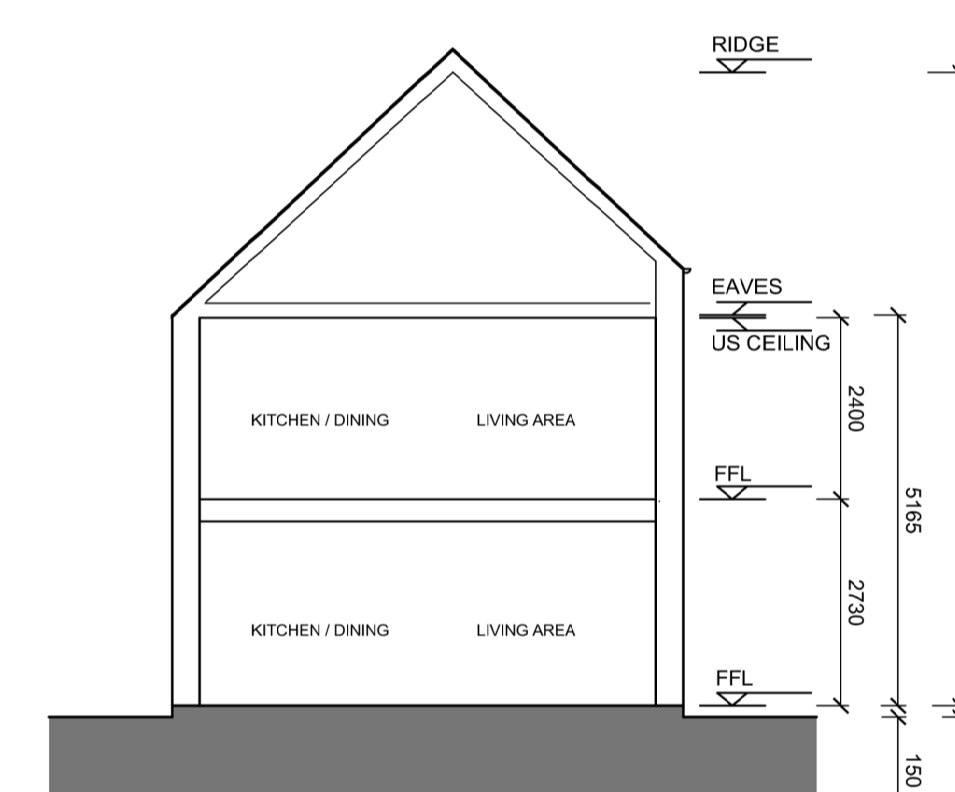 RIDGE
EAVES
US CEILING
2400
KITCHEN / DINING LIVING AREA
FFL
5165
2730
KITCHEN / DINING LIVING AREA
FFL
150